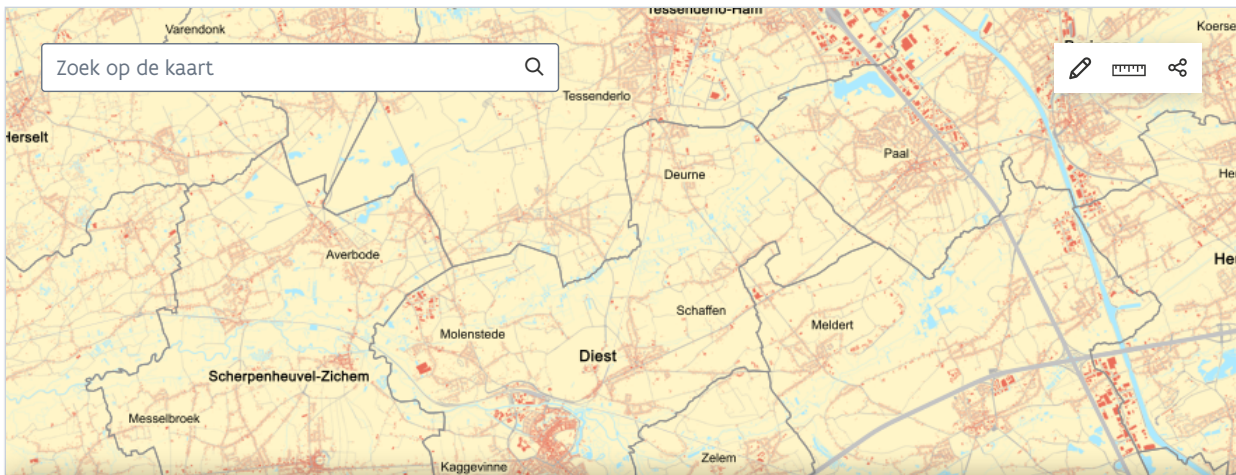 Tessenderlo-Ham
Varendonk
Koerse
Zoek op de kaart
Tessenderlo
Herselt
Paal
Deurne
Averbode
Schaffen
Meldert
Molenstede
Diest
Scherpenheuvel-Zichem
Messelbroek
Zelem
Kaggevinne